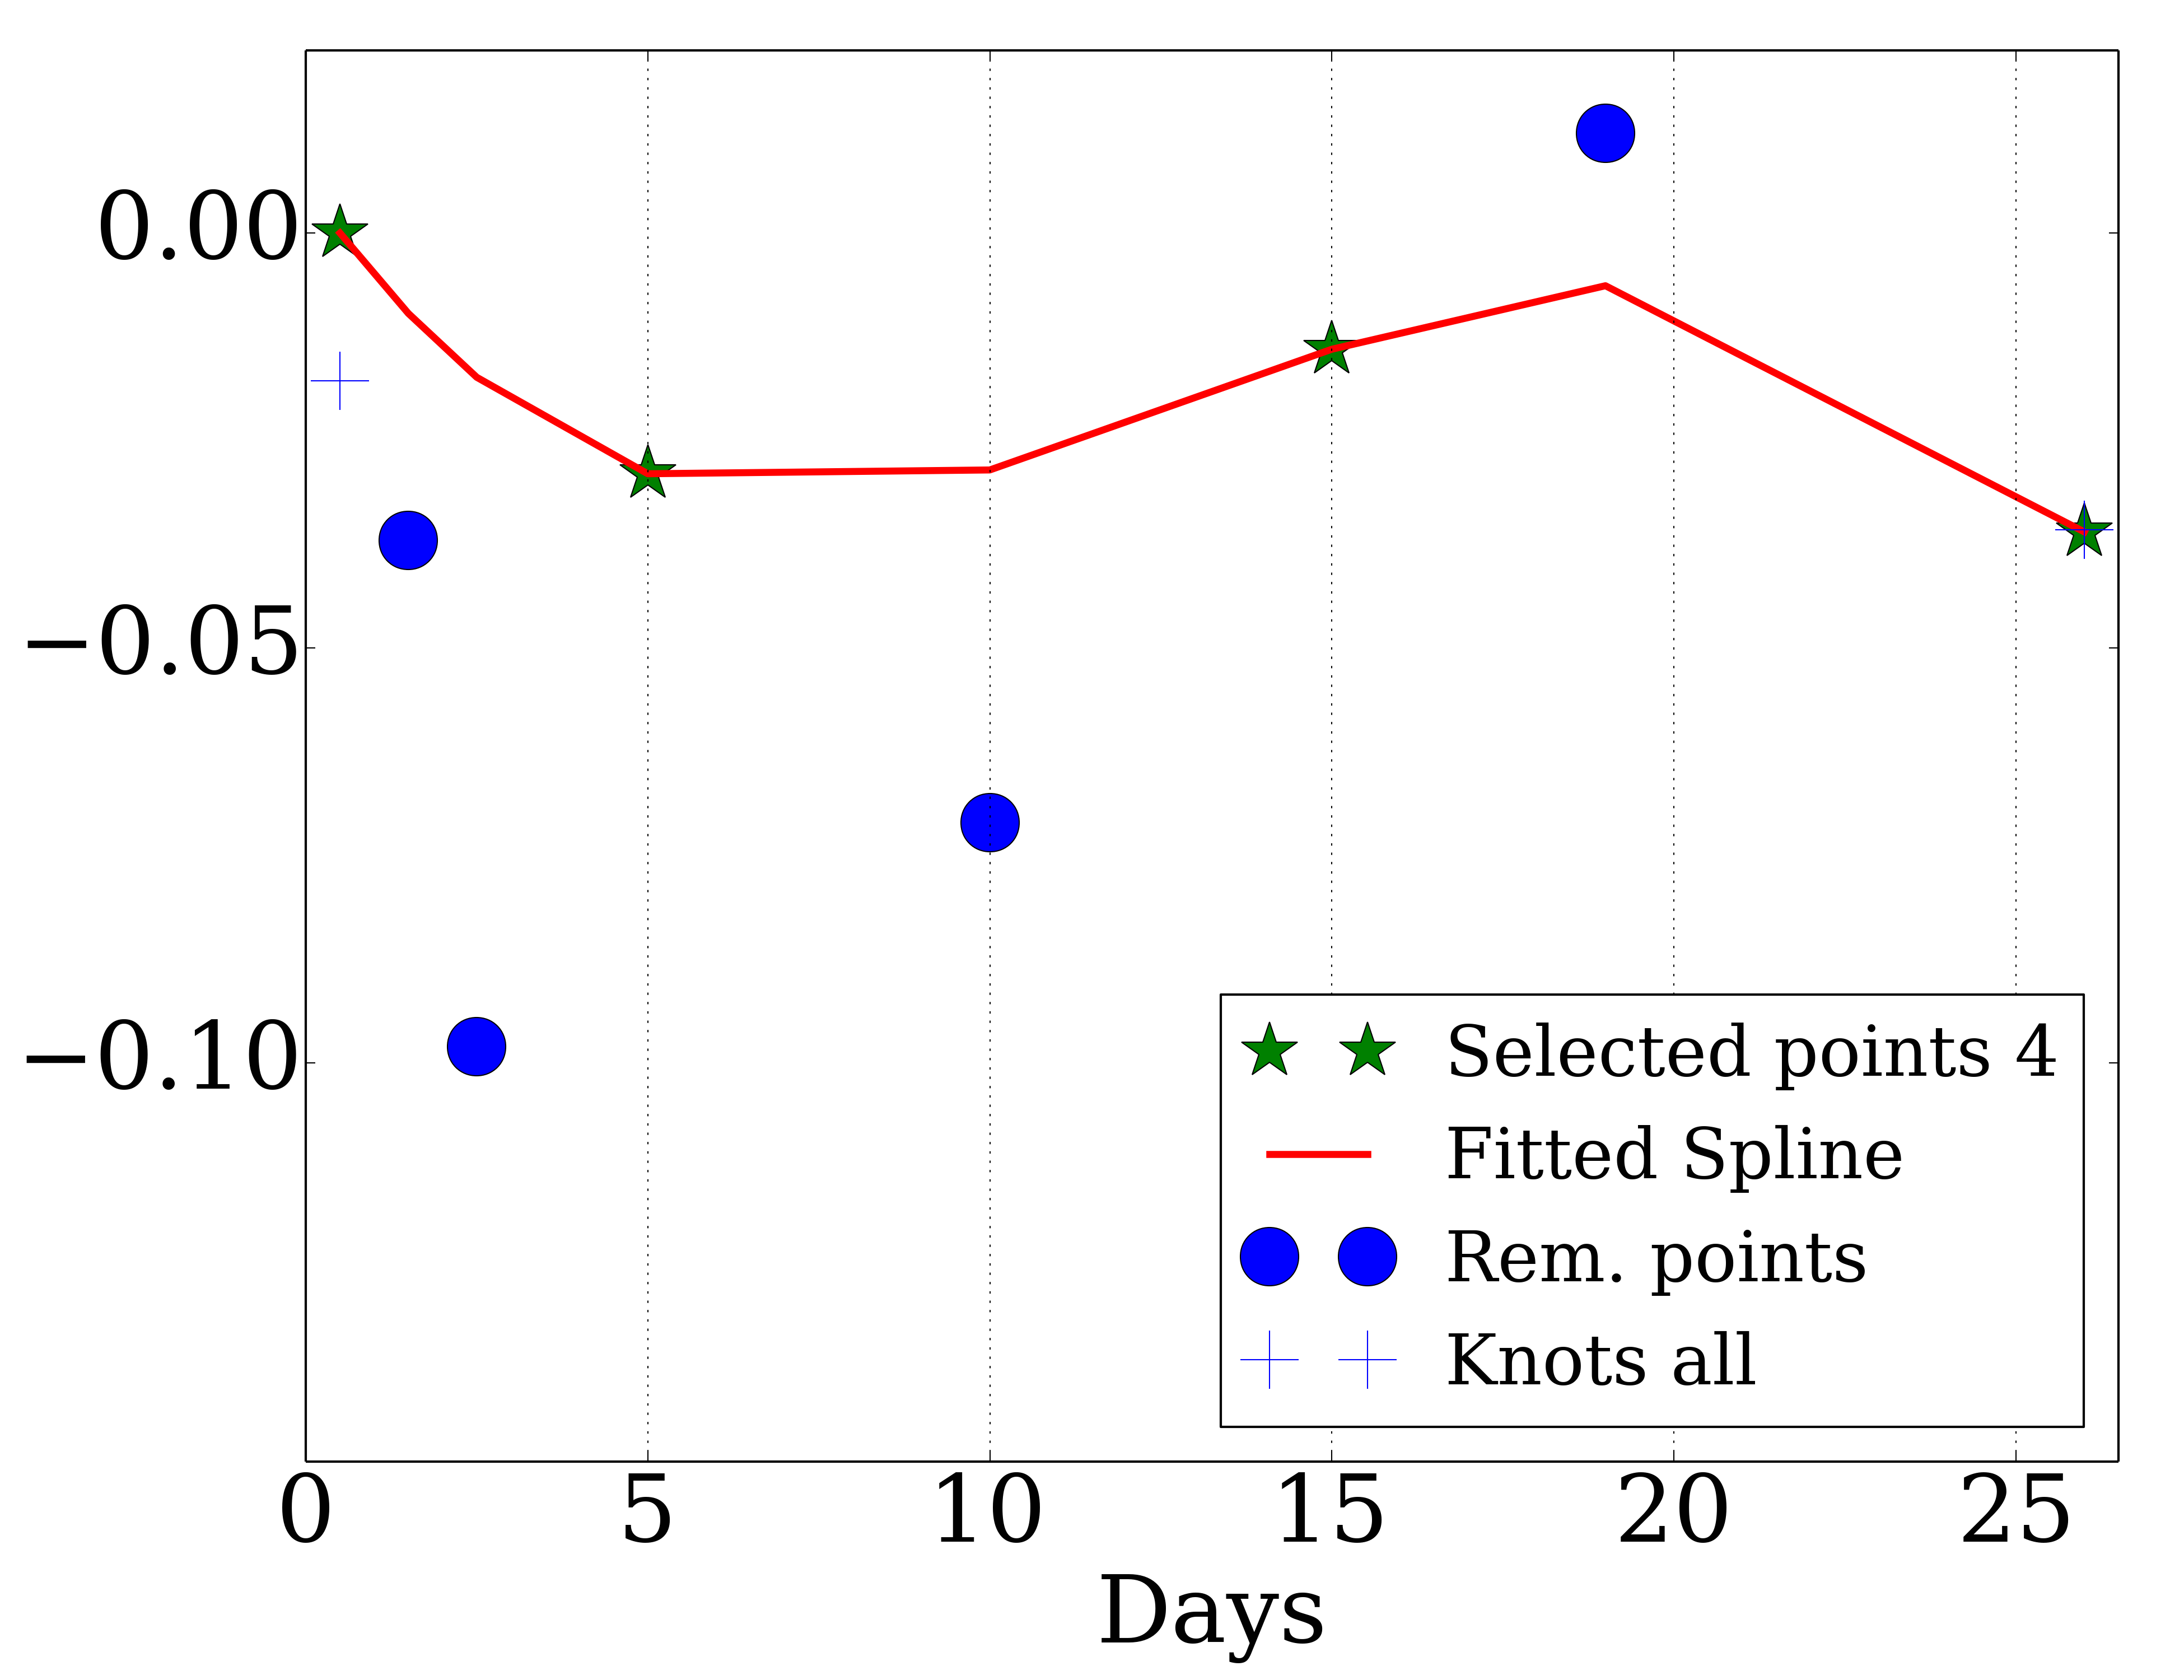 0.00
−0.05
−0.10
Selected points 4
Fitted Spline
Rem. points
Knots all
0 5 10 15 20 25
Days